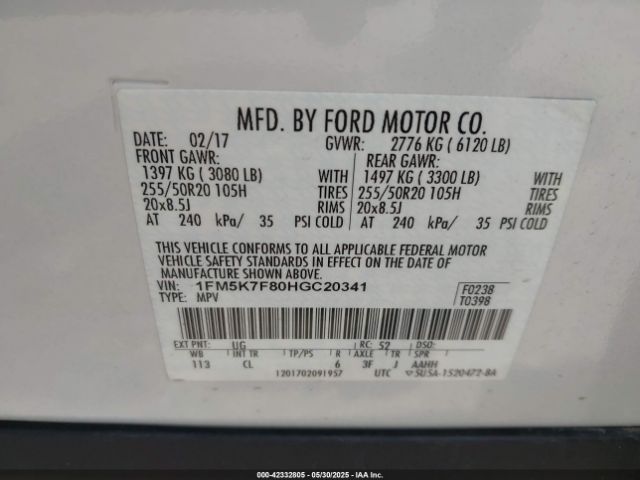 MFD. BY FORD MOTOR CO.
DATE: 02/17 GVWR: 2776 KG ( 6120 LB)
FRONT GAWR: REAR GAWR:
1397 KG ( 3080 LB) WITH 1497 KG ( 3300 LB) WITH
255/50R20 105H TIRES 255/50R20 105H TIRES
20x8.5J RIMS 20x8.5J RIMS
AT 240 kPa/ 35 PSI COLD AT 240 kPa/ 35 PSI COLD
THIS VEHICLE CONFORMS TO ALL APPLICABLE FEDERAL MOTOR
VEHICLE SAFETY STANDARDS IN EFFECT ON THE DATE OF
MANUFACTURE SHOWN ABOVE.
VIN: 1FM5K7F80HGC20341 F0238
TYPE: MPV T0398
EXT PNT: UG RC: 52 DSO:
WB INT TR TP/PS R AXLE TR SPR
113 CL 6 3F J AAHH
1201702091957 UTC 5U5A-1520472-BA
000-42332805 - 05/30/2025 - IAA, Inc.